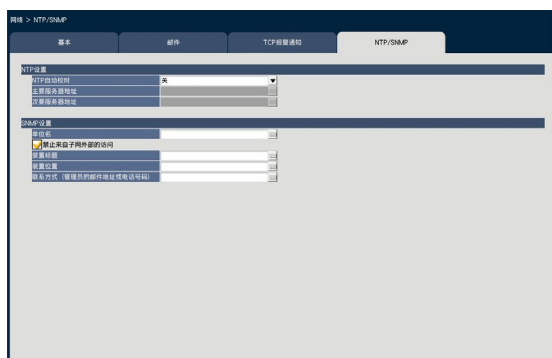 网络 > NTP/SNMP
基本 邮件 TCP报警通知 NTP/SNMP
NTP设置
NTP自动校时 关
主要服务器地址
次要服务器地址
SNMP设置
单位名
禁止来自子网外部的访问
装置标题
装置位置
联系方式（管理员的邮件地址或电话号码）